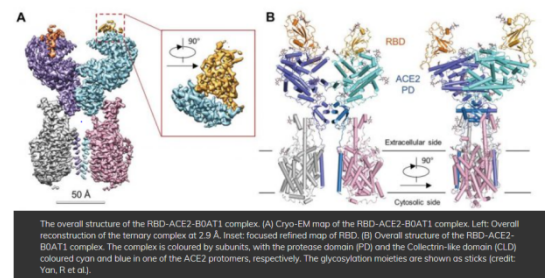 A
90°
50 Å
B
RBD
ACE2
PD
Extracellular side
90°
Cytosolic side
The overall structure of the RBD-ACE2-B0AT1 complex. (A) Cryo-EM map of the RBD-ACE2-B0AT1 complex. Left: Overall
reconstruction of the ternary complex at 2.9 Å. Inset: focused refined map of RBD. (B) Overall structure of the RBD-ACE2-
B0AT1 complex. The complex is coloured by subunits, with the protease domain (PD) and the Collectrin-like domain (CLD)
coloured cyan and blue in one of the ACE2 protomers, respectively. The glycosylation moieties are shown as sticks (credit:
Yan, R et al.).